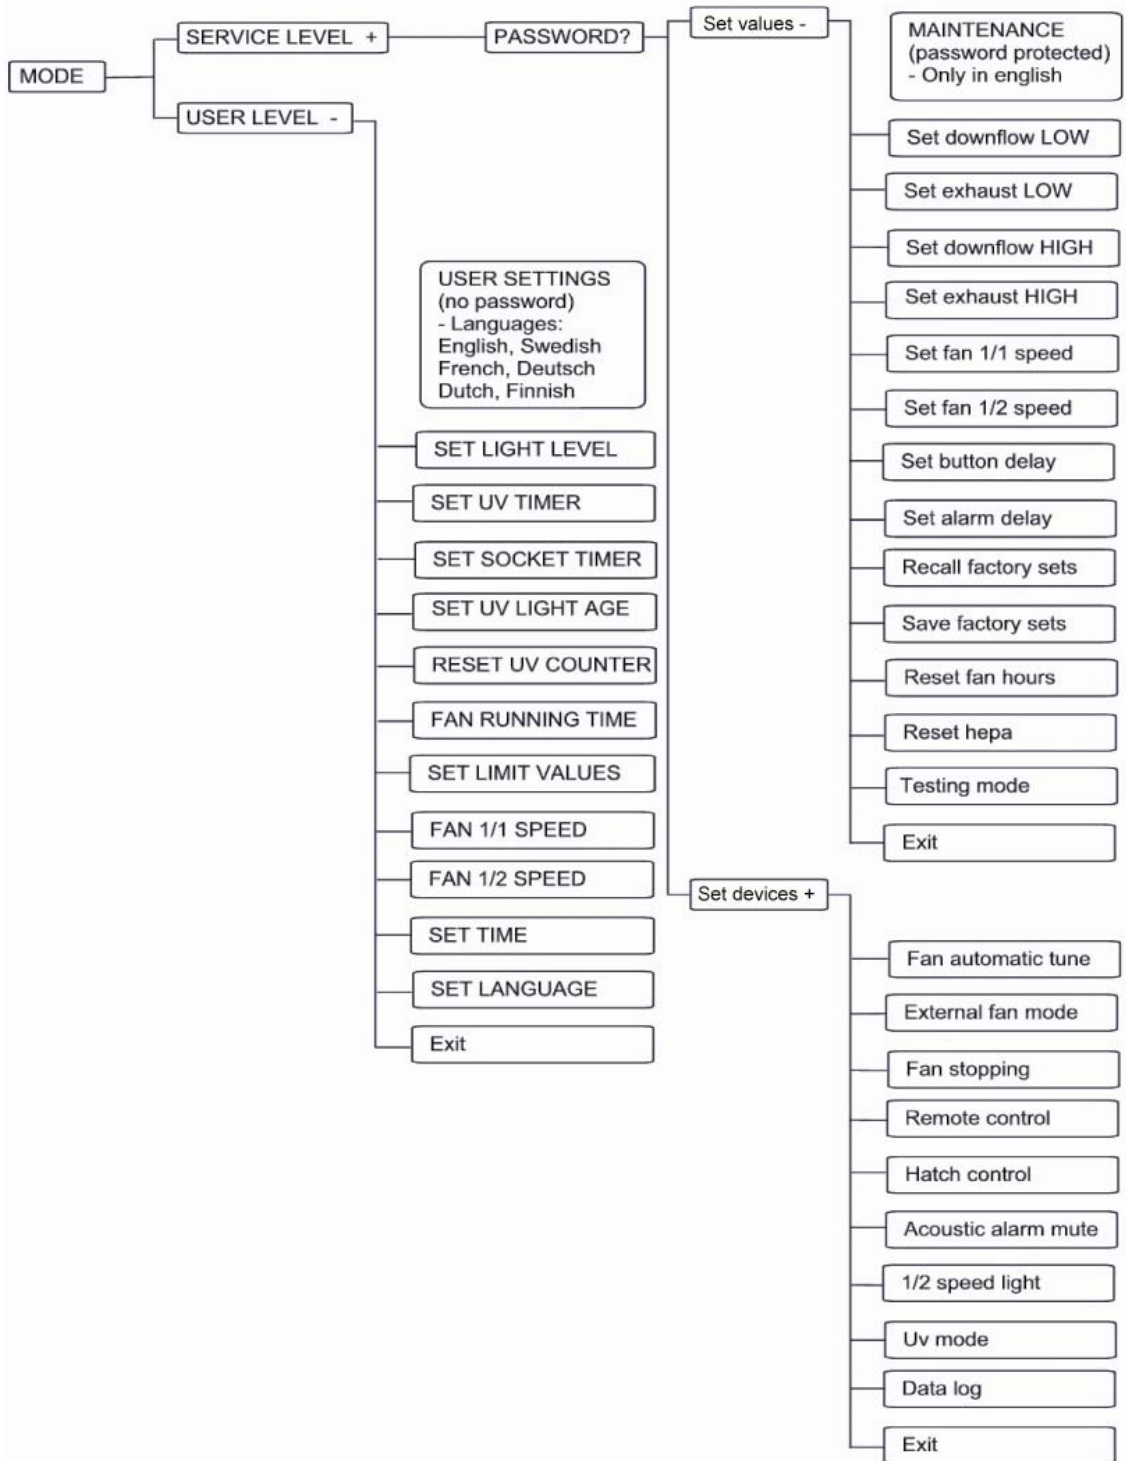 MODE
SERVICE LEVEL +
PASSWORD?
USER LEVEL -
USER SETTINGS
(no password)
- Languages:
English, Swedish
French, Deutsch
Dutch, Finnish
SET LIGHT LEVEL
SET UV TIMER
SET SOCKET TIMER
SET UV LIGHT AGE
RESET UV COUNTER
FAN RUNNING TIME
SET LIMIT VALUES
FAN 1/1 SPEED
FAN 1/2 SPEED
SET TIME
SET LANGUAGE
Exit
Set values -
MAINTENANCE
(password protected)
- Only in english
Set downflow LOW
Set exhaust LOW
Set downflow HIGH
Set exhaust HIGH
Set fan 1/1 speed
Set fan 1/2 speed
Set button delay
Set alarm delay
Recall factory sets
Save factory sets
Reset fan hours
Reset hepa
Testing mode
Exit
Set devices +
Fan automatic tune
External fan mode
Fan stopping
Remote control
Hatch control
Acoustic alarm mute
1/2 speed light
Uv mode
Data log
Exit